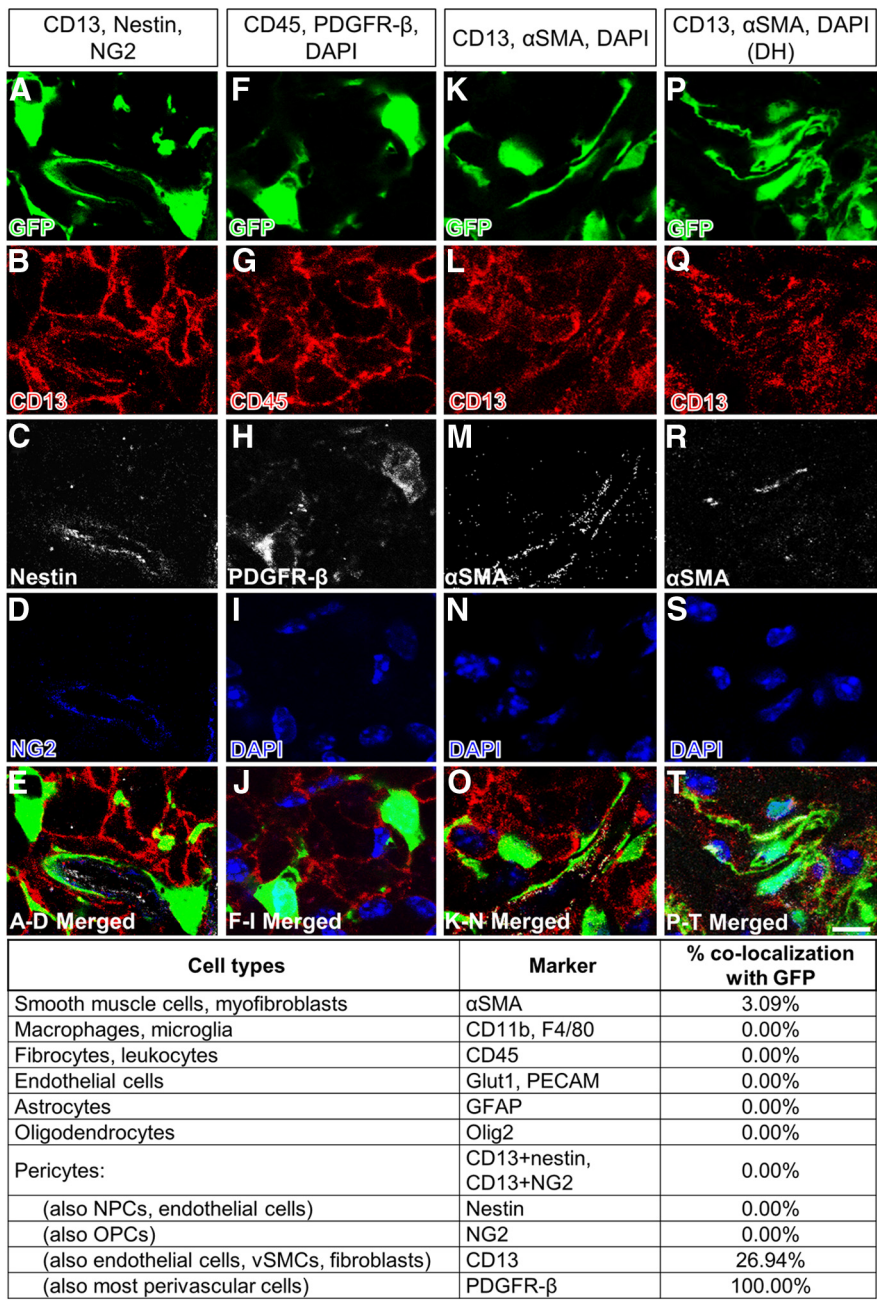 CD13, Nestin,
NG2
CD45, PDGFR-β,
DAPI
CD13, αSMA, DAPI
CD13, αSMA, DAPI
(DH)
A
GFP
F
GFP
K
GFP
P
GFP
B
CD13
G
CD45
L
CD13
Q
CD13
C
Nestin
H
PDGFR-β
M
αSMA
R
αSMA
D
NG2
I
DAPI
N
DAPI
S
DAPI
E
A-D Merged
J
F-I Merged
O
K-N Merged
T
P-T Merged
Cell types Marker % co-localization
with GFP
Smooth muscle cells, myofibroblasts αSMA 3.09%
Macrophages, microglia CD11b, F4/80 0.00%
Fibrocytes, leukocytes CD45 0.00%
Endothelial cells Glut1, PECAM 0.00%
Astrocytes GFAP 0.00%
Oligodendrocytes Olig2 0.00%
Pericytes: CD13+nestin,
CD13+NG2 0.00%
(also NPCs, endothelial cells) Nestin 0.00%
(also OPCs) NG2 0.00%
(also endothelial cells, vSMCs, fibroblasts) CD13 26.94%
(also most perivascular cells) PDGFR-β 100.00%